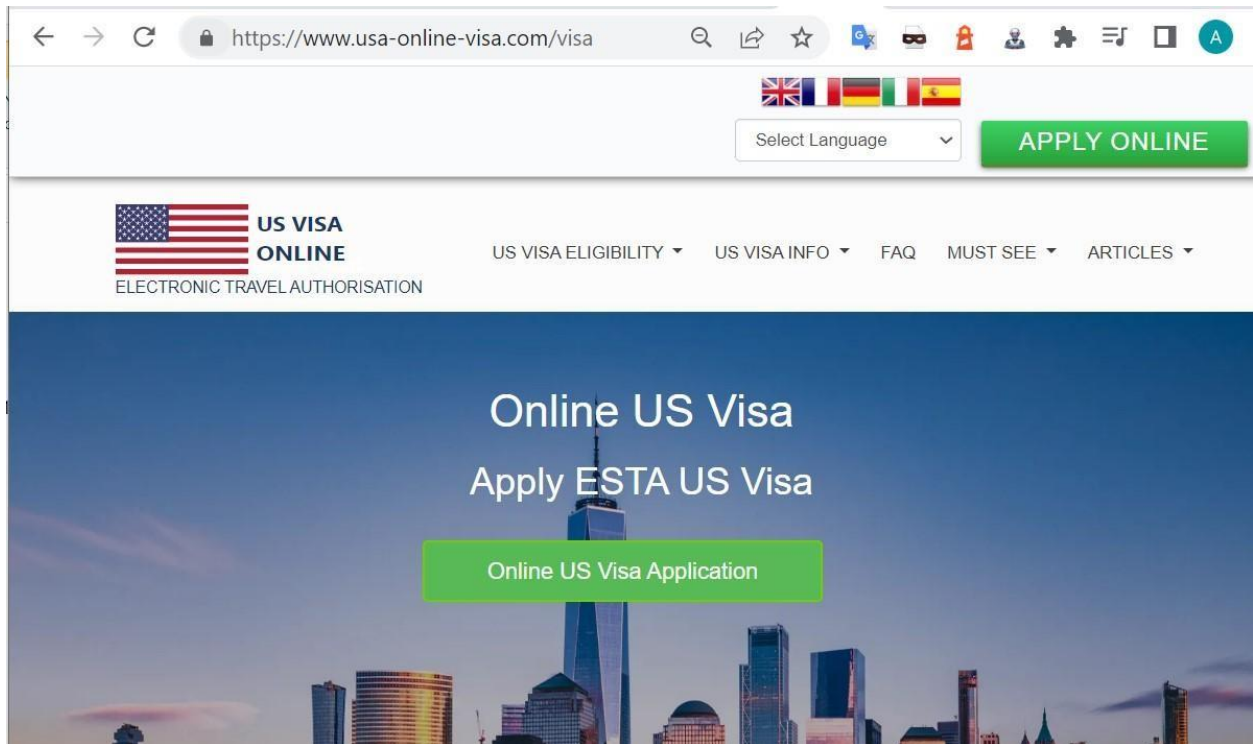 https://www.usa-online-visa.com/visa
A
Select Language
APPLY ONLINE
US VISA
ONLINE
ELECTRONIC TRAVEL AUTHORISATION
US VISA ELIGIBILITY
US VISA INFO
FAQ
MUST SEE
ARTICLES
Online US Visa
Apply ESTA US Visa
Online US Visa Application